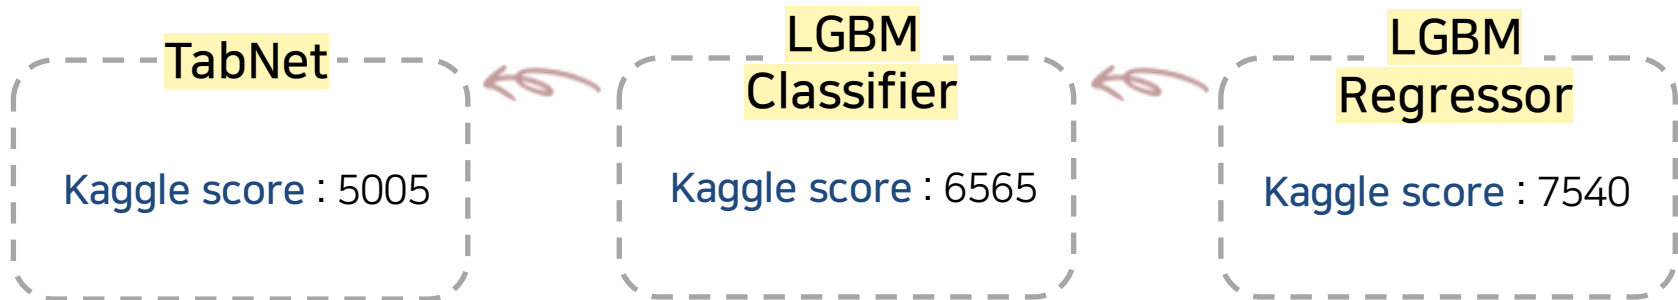 TabNet
Kaggle score : 5005
LGBM
Classifier
Kaggle score : 6565
LGBM
Regressor
Kaggle score : 7540